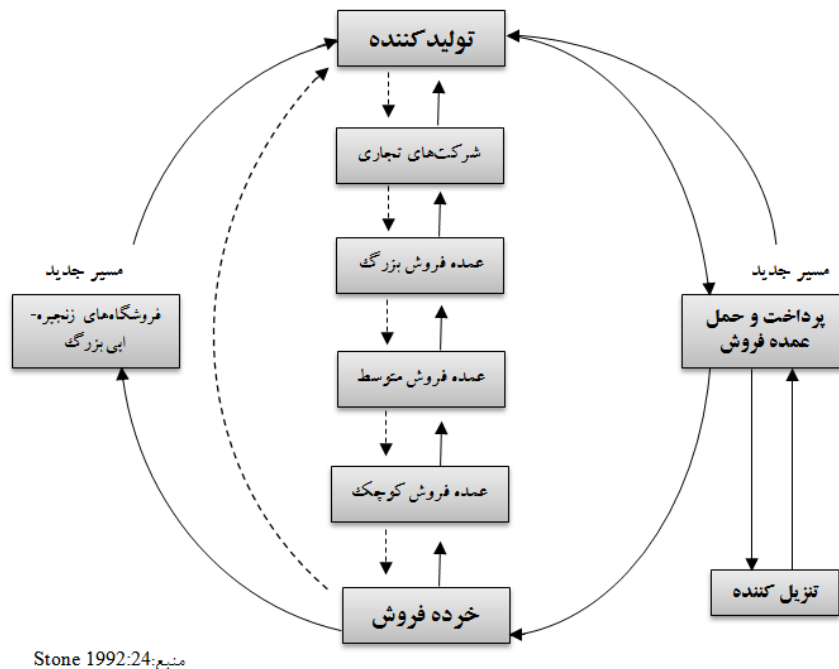 تولیدکننده
شرکت‌های تجاری
عمده فروش بزرگ
مسیر جدید
مسیر جدید
پرداخت و حمل
عمده فروش
فروشگاه‌های زنجیره-
ایی بزرگ
عمده فروش متوسط
عمده فروش کوچک
تنزیل کننده
خرده فروش
منبع:Stone 1992:24